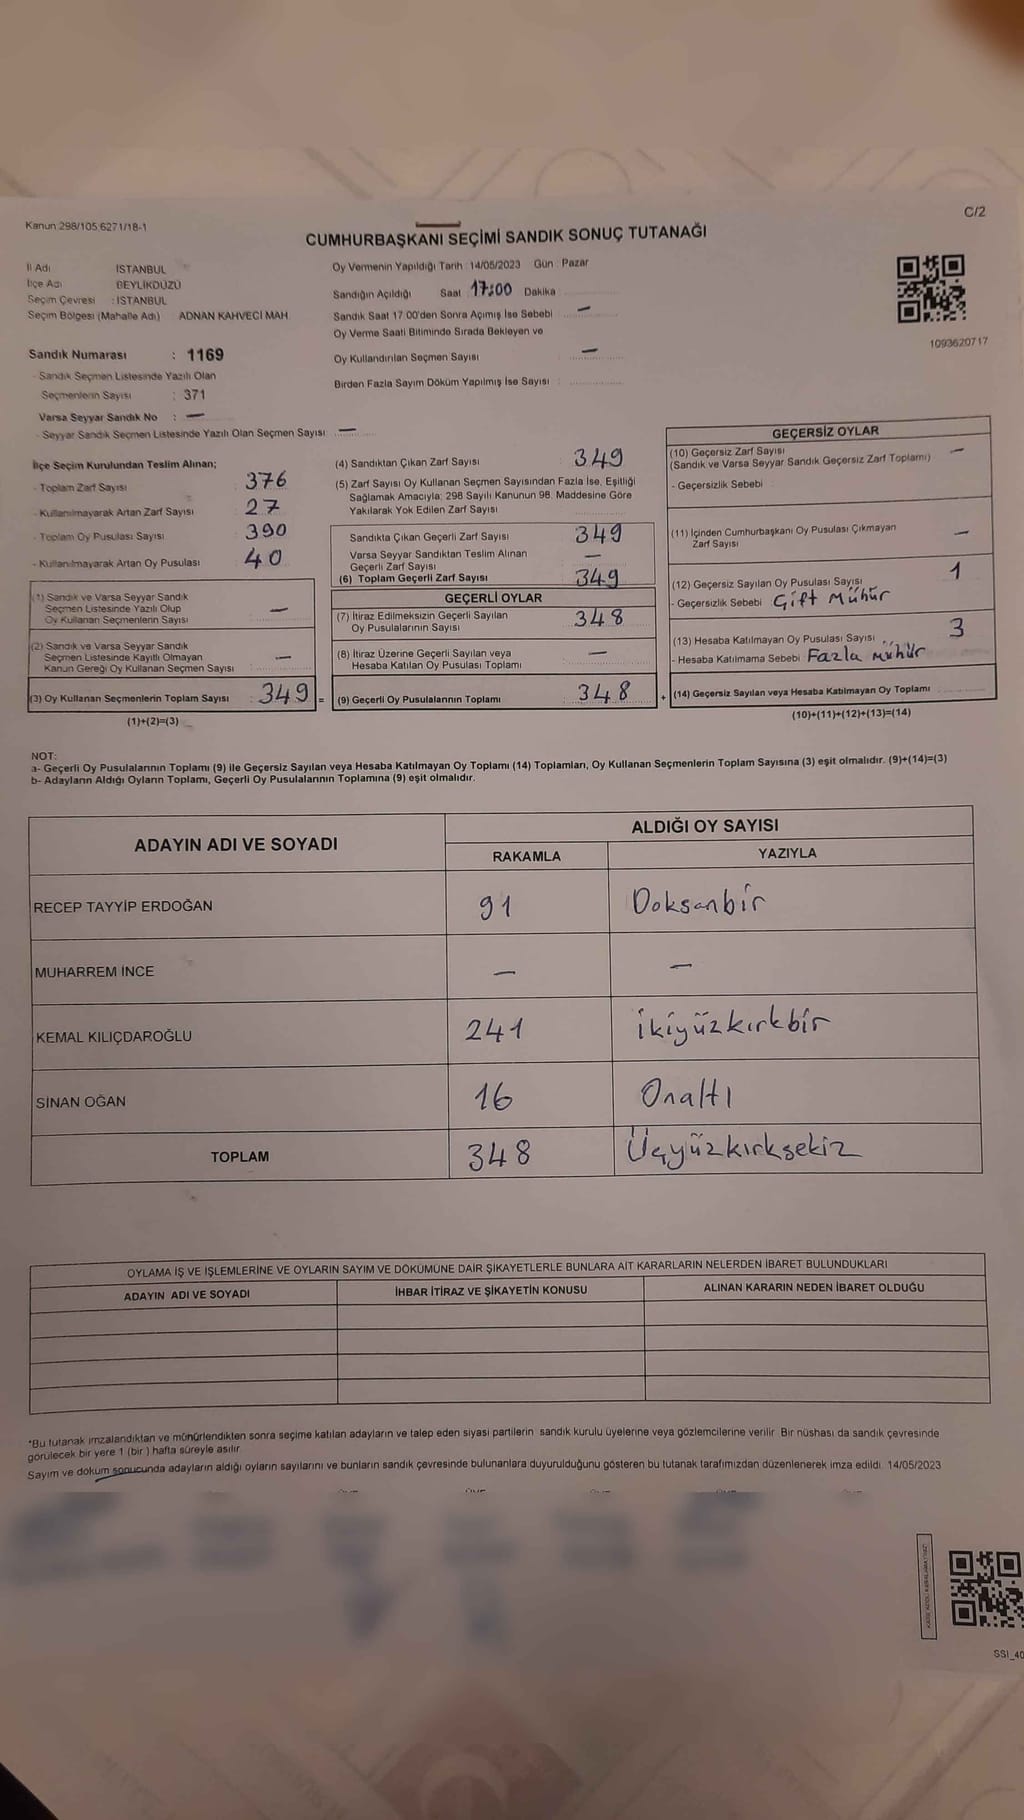 C/2
Kanun:298/105;6271/18-1
CUMHURBAŞKANI SEÇİMİ SANDIK SONUÇ TUTANAĞI
İl Adı İSTANBUL
İlçe Adı BEYLİKDÜZÜ
Seçim Çevresi : İSTANBUL
Seçim Bölgesi (Mahalle Adı) ADNAN KAHVECİ MAH.
Oy Vermenin Yapıldığı Tarih : 14/05/2023 Gün : Pazar
Sandığın Açıldığı Saat 17:00 Dakika
Sandık Saat 17:00'den Sonra Açımış İse Sebebi —
Oy Verme Saati Bitiminde Sırada Bekleyen ve
Oy Kullandırılan Seçmen Sayısı —
Birden Fazla Sayım Döküm Yapılmış İse Sayısı :
1093620717
Sandık Numarası : 1169
- Sandık Seçmen Listesinde Yazılı Olan
Seçmenlerin Sayısı : 371
Varsa Seyyar Sandık No : —
- Seyyar Sandık Seçmen Listesinde Yazılı Olan Seçmen Sayısı: —
İlçe Seçim Kurulundan Teslim Alınan;
- Toplam Zarf Sayısı 376
- Kullanılmayarak Artan Zarf Sayısı 27
- Toplam Oy Pusulası Sayısı 390
- Kullanılmayarak Artan Oy Pusulası 40
(1) Sandık ve Varsa Seyyar Sandık
Seçmen Listesinde Yazılı Olup
Oy Kullanan Seçmenlerin Sayısı —
(2) Sandık ve Varsa Seyyar Sandık
Seçmen Listesinde Kayıtlı Olmayan
Kanun Gereği Oy Kullanan Seçmen Sayısı —
(3) Oy Kullanan Seçmenlerin Toplam Sayısı 349 =
(1)+(2)=(3)
(4) Sandıktan Çıkan Zarf Sayısı 349
(5) Zarf Sayısı Oy Kullanan Seçmen Sayısından Fazla İse, Eşitliği
Sağlamak Amacıyla; 298 Sayılı Kanunun 98. Maddesine Göre
Yakılarak Yok Edilen Zarf Sayısı
Sandıkta Çıkan Geçerli Zarf Sayısı 349
Varsa Seyyar Sandıktan Teslim Alınan
Geçerli Zarf Sayısı —
(6) Toplam Geçerli Zarf Sayısı 349
GEÇERLİ OYLAR
(7) İtiraz Edilmeksizin Geçerli Sayılan
Oy Pusulalarının Sayısı 348
(8) İtiraz Üzerine Geçerli Sayılan veya
Hesaba Katılan Oy Pusulası Toplamı —
(9) Geçerli Oy Pusulalarının Toplamı 348 +
GEÇERSİZ OYLAR
(10) Geçersiz Zarf Sayısı —
(Sandık ve Varsa Seyyar Sandık Geçersiz Zarf Toplamı)
- Geçersizlik Sebebi
(11) İçinden Cumhurbaşkanı Oy Pusulası Çıkmayan
Zarf Sayısı —
(12) Geçersiz Sayılan Oy Pusulası Sayısı 1
- Geçersizlik Sebebi Çift Mühür
(13) Hesaba Katılmayan Oy Pusulası Sayısı 3
- Hesaba Katılmama Sebebi Fazla mühür
(14) Geçersiz Sayılan veya Hesaba Katılmayan Oy Toplamı
(10)+(11)+(12)+(13)=(14)
NOT:
a- Geçerli Oy Pusulalarının Toplamı (9) ile Geçersiz Sayılan veya Hesaba Katılmayan Oy Toplamı (14) Toplamları, Oy Kullanan Seçmenlerin Toplam Sayısına (3) eşit olmalıdır. (9)+(14)=(3)
b- Adayların Aldığı Oyların Toplamı, Geçerli Oy Pusulalarının Toplamına (9) eşit olmalıdır.
ADAYIN ADI VE SOYADI ALDIĞI OY SAYISI
RAKAMLA YAZIYLA
RECEP TAYYİP ERDOĞAN 91 Doksanbir
MUHARREM İNCE — —
KEMAL KILIÇDAROĞLU 241 ikiyüzkırkbir
SİNAN OĞAN 16 Onaltı
TOPLAM 348 Üçyüzkırksekiz
OYLAMA İŞ VE İŞLEMLERİNE VE OYLARIN SAYIM VE DÖKÜMÜNE DAİR ŞİKAYETLERLE BUNLARA AİT KARARLARIN NELERDEN İBARET BULUNDUKLARI
ADAYIN ADI VE SOYADI İHBAR İTİRAZ VE ŞİKAYETİN KONUSU ALINAN KARARIN NEDEN İBARET OLDUĞU
*Bu tutanak imzalandıktan ve mühürlendikten sonra seçime katılan adayların ve talep eden siyasi partilerin sandık kurulu üyelerine veya gözlemcilerine verilir. Bir nüshası da sandık çevresinde
görülecek bir yere 1 (bir ) hafta süreyle asılır.
Sayım ve döküm sonucunda adayların aldığı oyların sayılarını ve bunların sandık çevresinde bulunanlara duyurulduğunu gösteren bu tutanak tarafımızdan düzenlenerek imza edildi. 14/05/2023
SSI_40